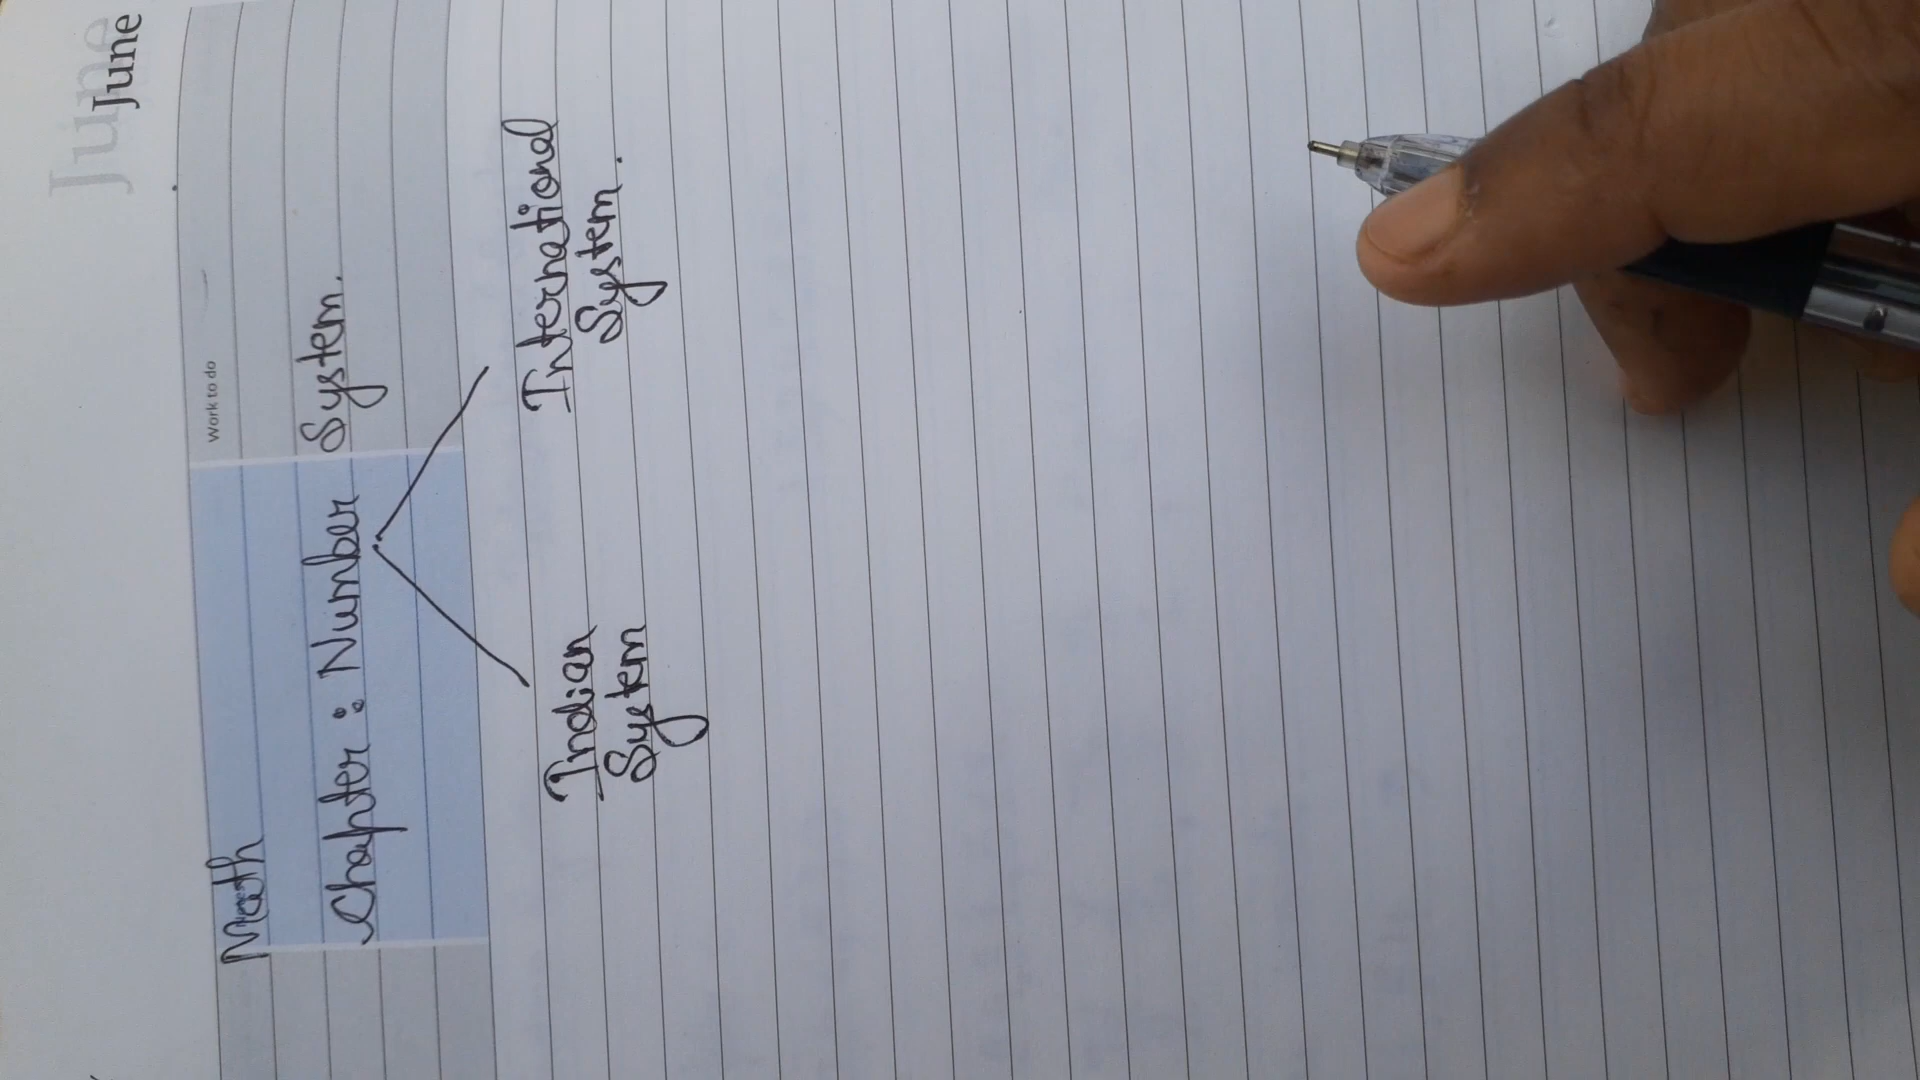 June
June
Work to do
Math
Chapter : Number System.
Indian
System
International
System.